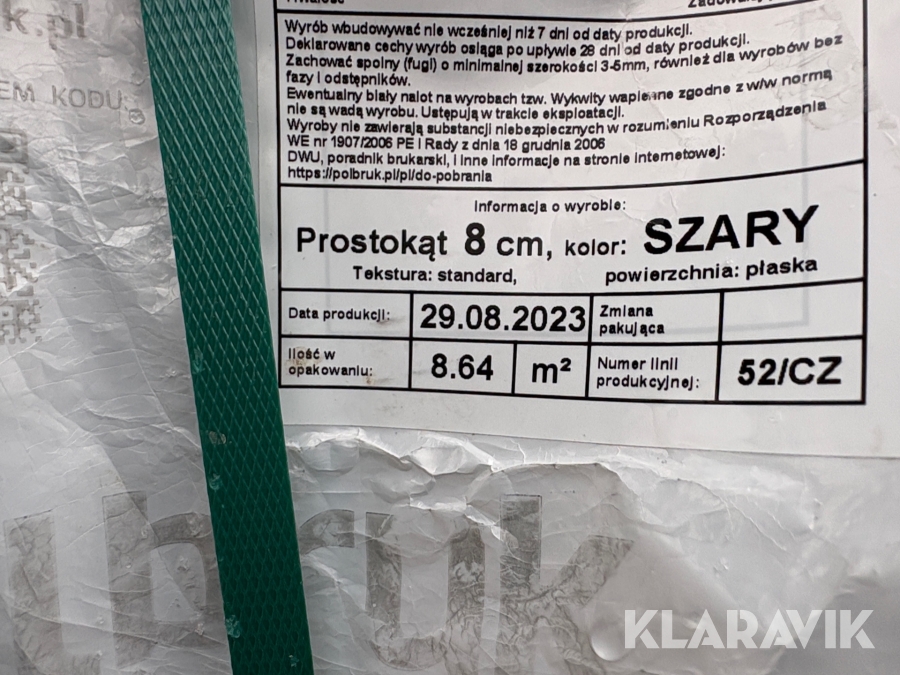 k.pl
EM KODU:
Wyrób wbudowywać nie wcześniej niż 7 dni od daty produkcji.
Deklarowane cechy wyrób osiąga po upływie 28 dni od daty produkcji.
Zachować spoiny (fugi) o minimalnej szerokości 3-5mm, również dla wyrobów bez
fazy i odstępników.
Ewentualny biały nalot na wyrobach tzw. Wykwity wapienne zgodne z w/w normą
nie są wadą wyrobu. Ustępują w trakcie eksploatacji.
Wyroby nie zawierają substancji niebezpiecznych w rozumieniu Rozporządzenia
WE nr 1907/2006 PE i Rady z dnia 18 grudnia 2006
DWU, poradnik brukarski, i inne informacje na stronie internetowej:
https://polbruk.pl/pl/do-pobrania
Informacja o wyrobie:
Prostokąt 8 cm, kolor: SZARY
Tekstura: standard, powierzchnia: płaska
Data produkcji: 29.08.2023 Zmiana
pakująca
Ilość w
opakowaniu: 8.64 m² Numer linii
produkcyjnej: 52/CZ
bruk
KLARAVIK